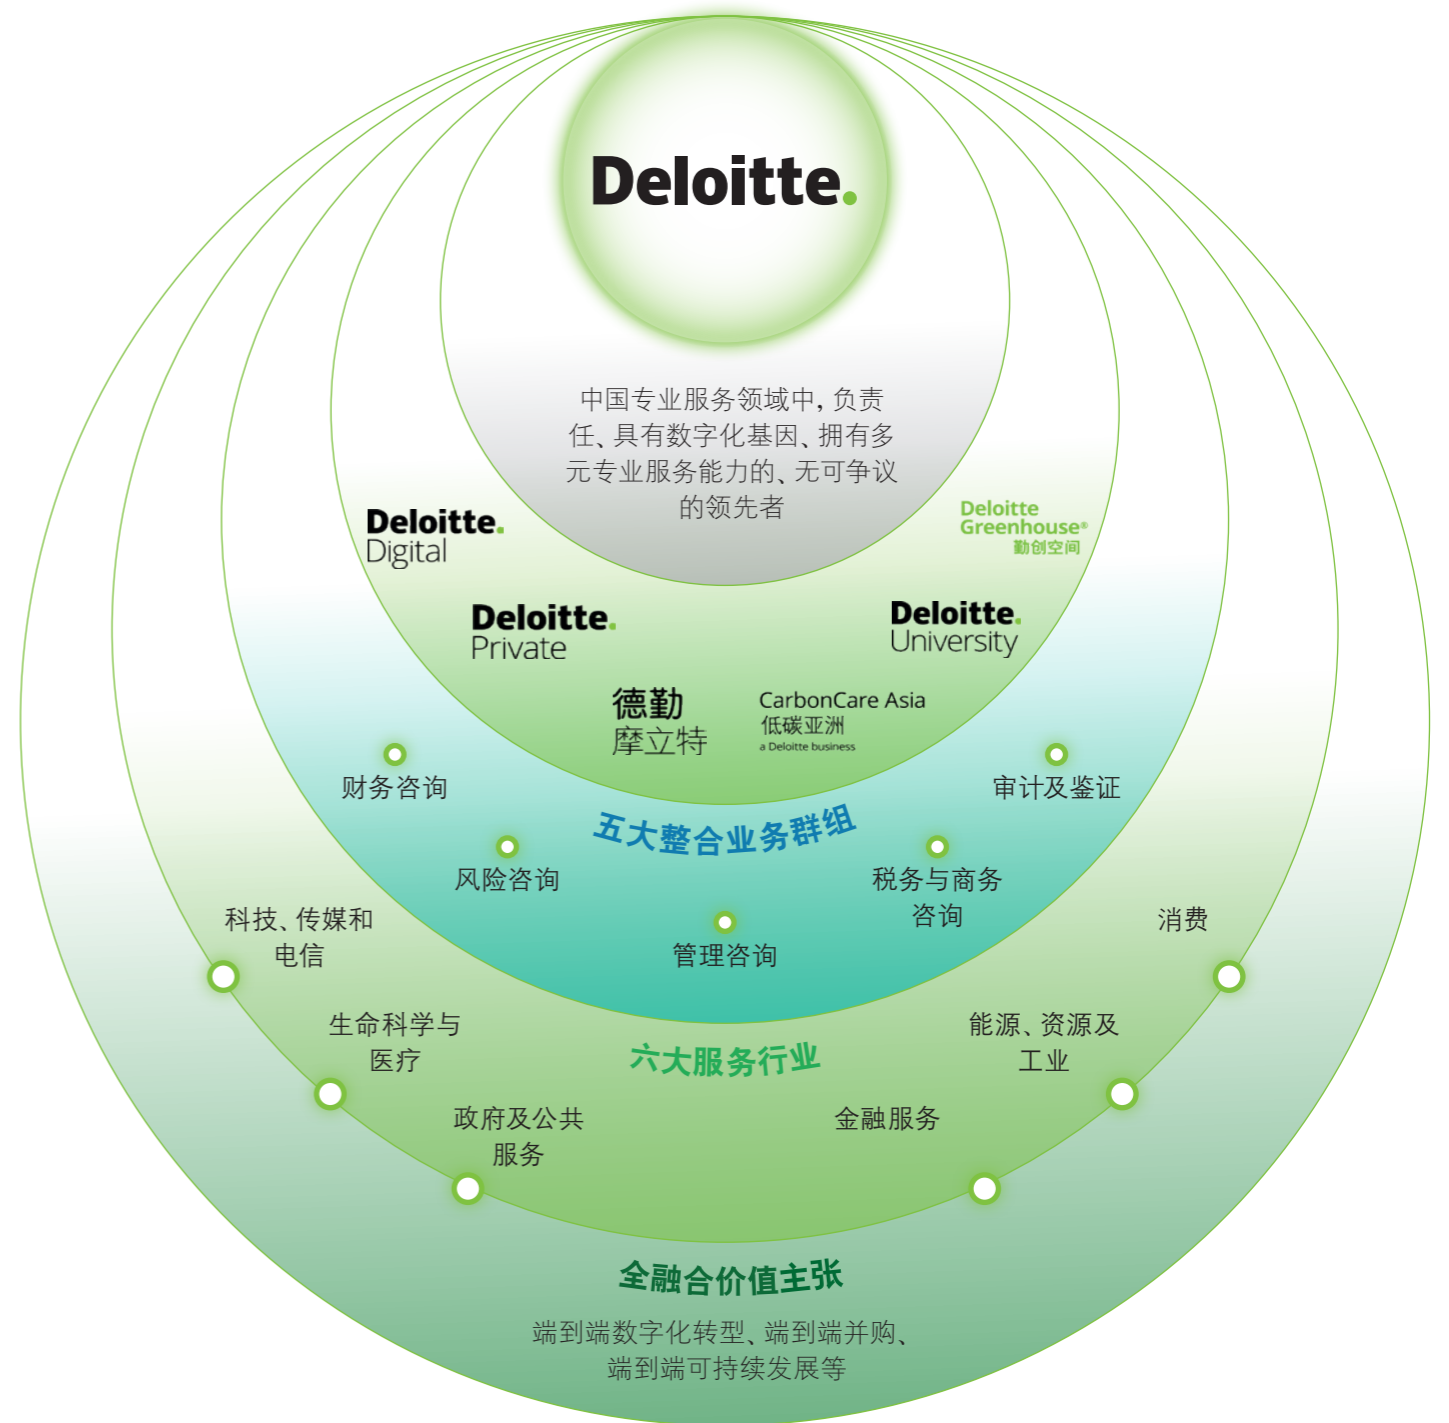 Deloitte.
中国专业服务领域中，负责
任、具有数字化基因、拥有多
元专业服务能力的、无可争议
的领先者
Deloitte.
Digital
Deloitte
Greenhouse®
勤创空间
Deloitte.
Private
Deloitte.
University
德勤
摩立特
CarbonCare Asia
低碳亚洲
a Deloitte business
财务咨询
审计及鉴证
五大整合业务群组
风险咨询
税务与商务
咨询
管理咨询
科技、传媒和
电信
消费
生命科学与
医疗
能源、资源及
工业
六大服务行业
政府及公共
服务
金融服务
全融合价值主张
端到端数字化转型、端到端并购、
端到端可持续发展等